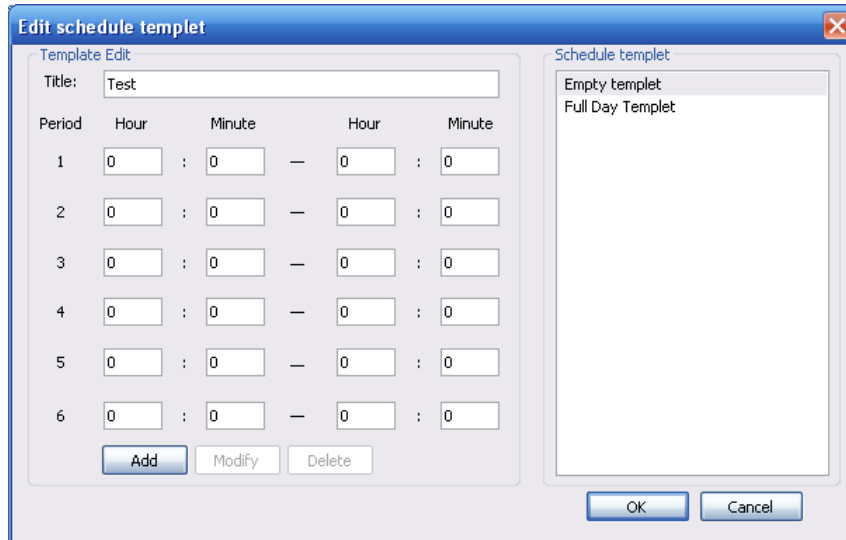 Edit schedule templet
Template Edit
Title: Test
Period Hour Minute Hour Minute
1 0 : 0 — 0 : 0
2 0 : 0 — 0 : 0
3 0 : 0 — 0 : 0
4 0 : 0 — 0 : 0
5 0 : 0 — 0 : 0
6 0 : 0 — 0 : 0
Add Modify Delete
Schedule templet
Empty templet
Full Day Templet
OK Cancel